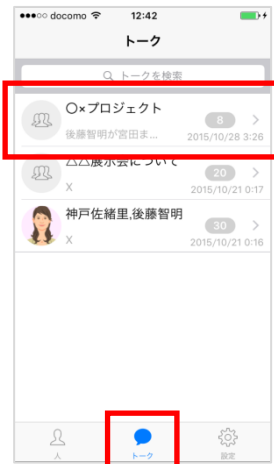 docomo 12:42
トーク
トークを検索
○×プロジェクト
8
後藤智明が宮田ま... 2015/10/28 3:26
△△展示会について
20
X 2015/10/21 0:17
神戸佐緒里,後藤智明
30
X 2015/10/21 0:16
人 トーク 設定